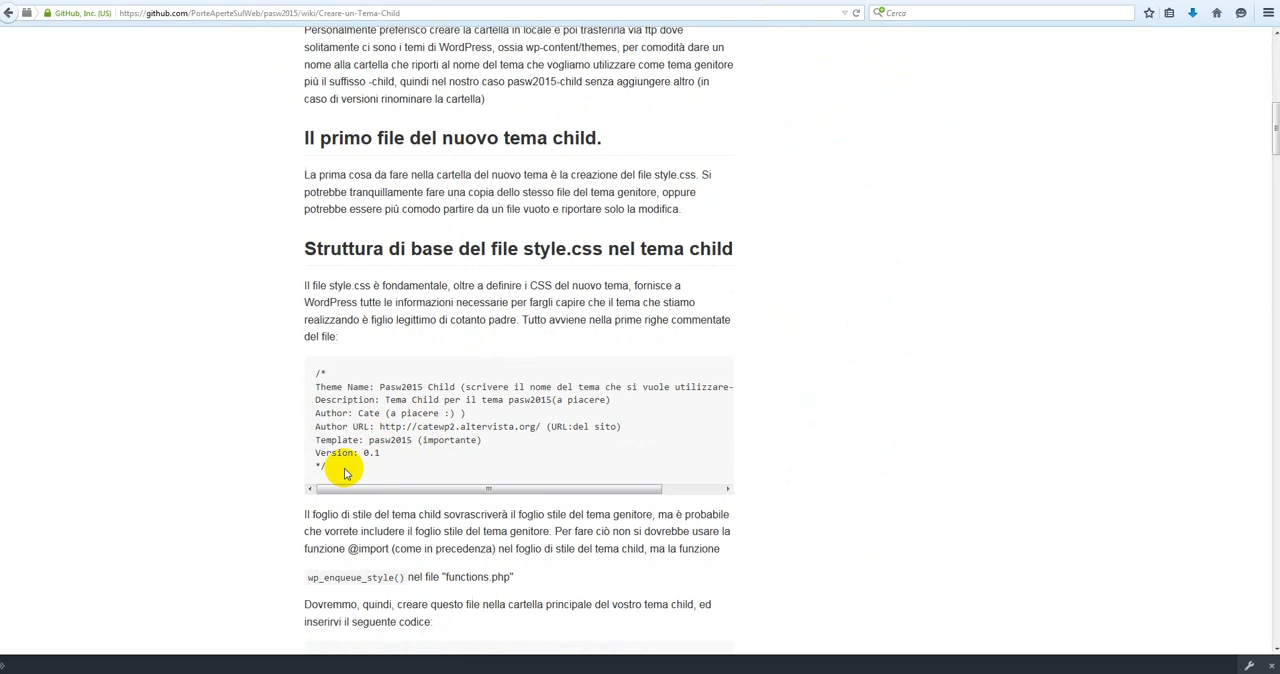 GitHub, Inc. (US)
https://github.com/PorteAperteSulWeb/pasw2015/wiki/Creare-un-Tema-Child
Cerca
Personalmente preferisco creare la cartella in locale e poi trasferirla via ftp dove
solitamente ci sono i temi di WordPress, ossia wp-content/themes, per comodità dare un
nome alla cartella che riporti al nome del tema che vogliamo utilizzare come tema genitore
più il suffisso -child, quindi nel nostro caso pasw2015-child senza aggiungere altro (in
caso di versioni rinominare la cartella)
Il primo file del nuovo tema child.
La prima cosa da fare nella cartella del nuovo tema è la creazione del file style.css. Si
potrebbe tranquillamente fare una copia dello stesso file del tema genitore, oppure
potrebbe essere più comodo partire da un file vuoto e riportare solo la modifica.
Struttura di base del file style.css nel tema child
Il file style.css è fondamentale, oltre a definire i CSS del nuovo tema, fornisce a
WordPress tutte le informazioni necessarie per fargli capire che il tema che stiamo
realizzando è figlio legittimo di cotanto padre. Tutto avviene nella prime righe commentate
del file:
/*
Theme Name: Pasw2015 Child (scrivere il nome del tema che si vuole utilizzare-
Description: Tema Child per il tema pasw2015(a piacere)
Author: Cate (a piacere :) )
Author URL: http://catewp2.altervista.org/ (URL:del sito)
Template: pasw2015 (importante)
Version: 0.1
*/
Il foglio di stile del tema child sovrascriverà il foglio stile del tema genitore, ma è probabile
che vorrete includere il foglio stile del tema genitore. Per fare ciò non si dovrebbe usare la
funzione @import (come in precedenza) nel foglio di stile del tema child, ma la funzione
wp_enqueue_style() nel file "functions.php"
Dovremmo, quindi, creare questo file nella cartella principale del vostro tema child, ed
inserirvi il seguente codice: